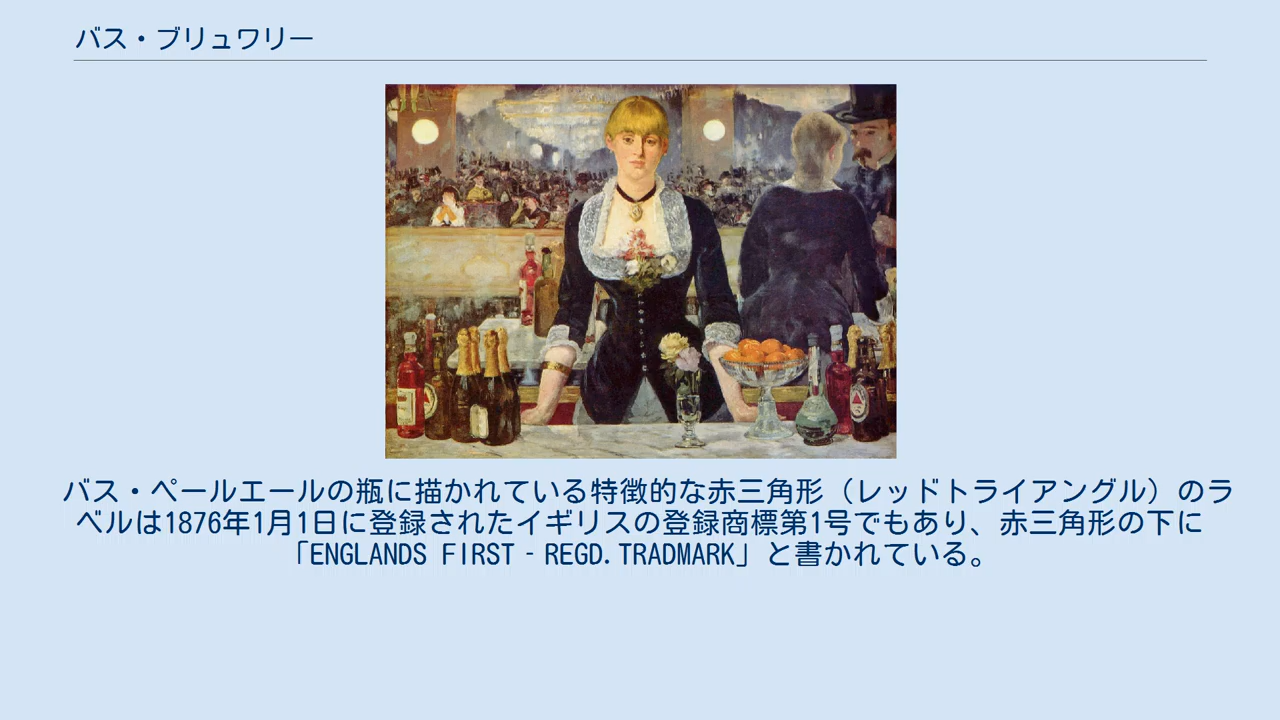 バス・ブリュワリー
バス・ペールエールの瓶に描かれている特徴的な赤三角形（レッドトライアングル）のラ
ベルは1876年1月1日に登録されたイギリスの登録商標第1号でもあり、赤三角形の下に
「ENGLANDS FIRST‐REGD.TRADMARK」と書かれている。